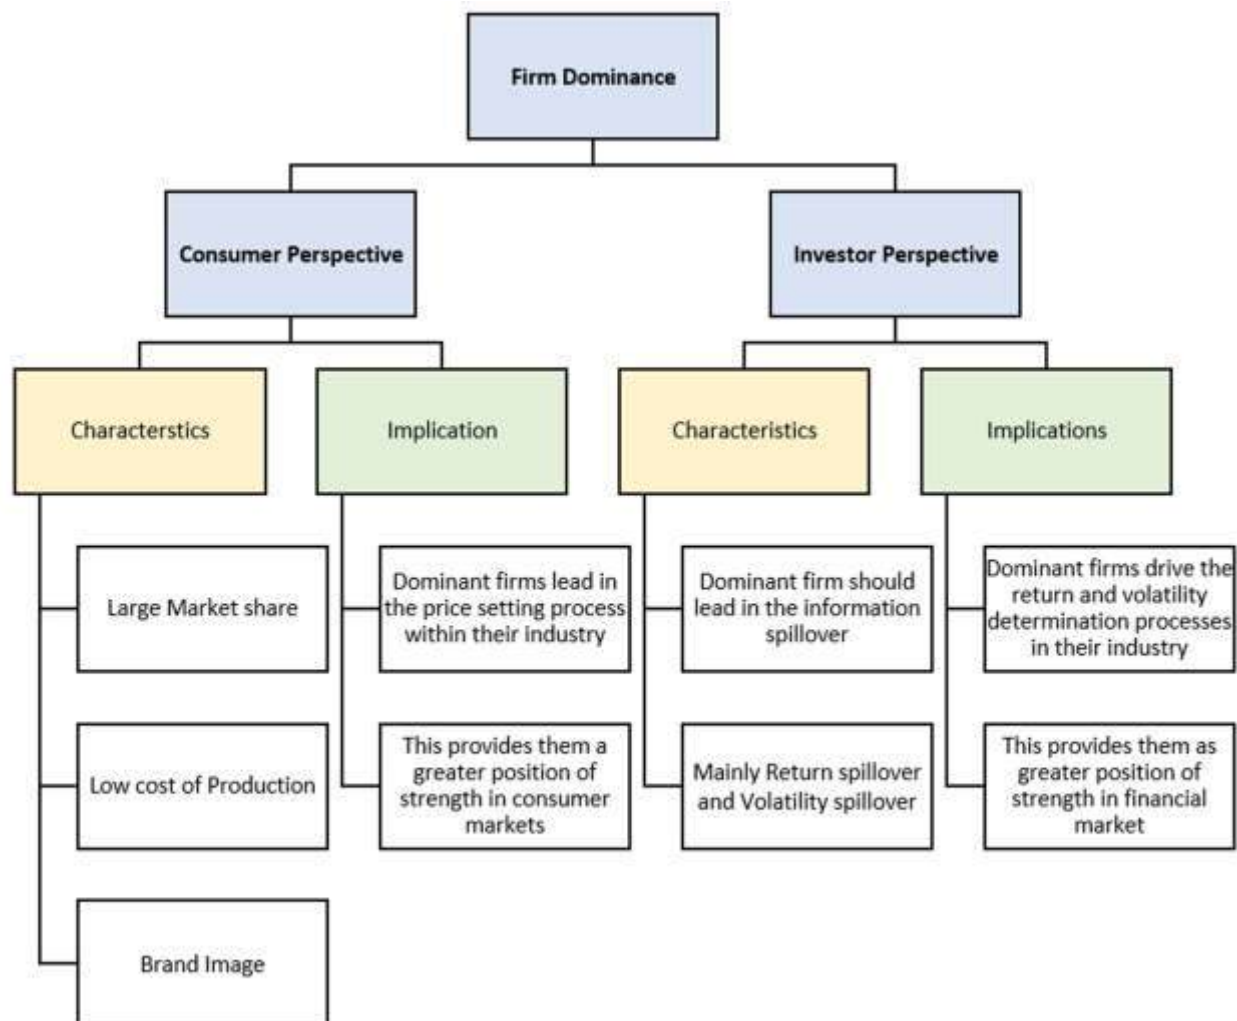 Firm Dominance
Consumer Perspective
Investor Perspective
Characterstics
Implication
Characteristics
Implications
Large Market share
Dominant firms lead in
the price setting process
within their industry
Dominant firm should
lead in the information
spillover
Dominant firms drive the
return and volatility
determination processes
in their industry
Low cost of Production
This provides them a
greater position of
strength in consumer
markets
Mainly Return spillover
and Volatility spillover
This provides them as
greater position of
strength in financial
market
Brand Image